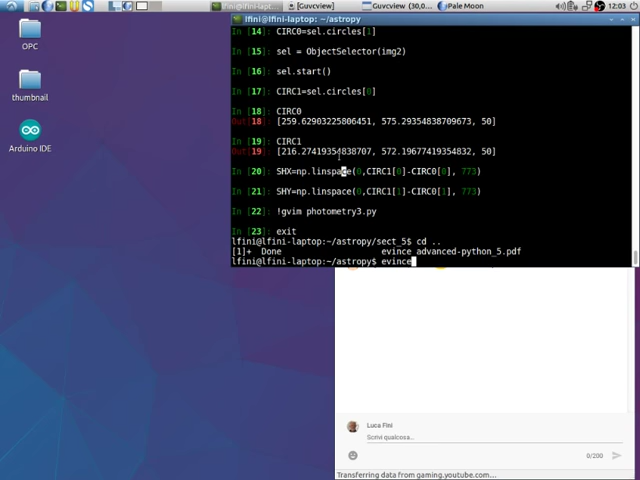 Guvcview
Guvcview (30,0...
Pale Moon
12:03
lfini@lfini-laptop: ~/astropy
OPC
thumbnail
Arduino IDE
In [14]: CIRC0=sel.circles[1]
In [15]: sel = ObjectSelector(img2)
In [16]: sel.start()
In [17]: CIRC1=sel.circles[0]
In [18]: CIRC0
Out[18]: [259.62903225806451, 575.29354838709673, 50]
In [19]: CIRC1
Out[19]: [216.27419354838707, 572.19677419354832, 50]
In [20]: SHX=np.linspace(0,CIRC1[0]-CIRC0[0], 773)
In [21]: SHY=np.linspace(0,CIRC1[1]-CIRC0[1], 773)
In [22]: !gvim photometry3.py
In [23]: exit
lfini@lfini-laptop:~/astropy/sect_5$ cd ..
[1]+  Done                    evince advanced-python_5.pdf
lfini@lfini-laptop:~/astropy$ evince
Luca Fini
Scrivi qualcosa...
0/200
Transferring data from gaming.youtube.com...